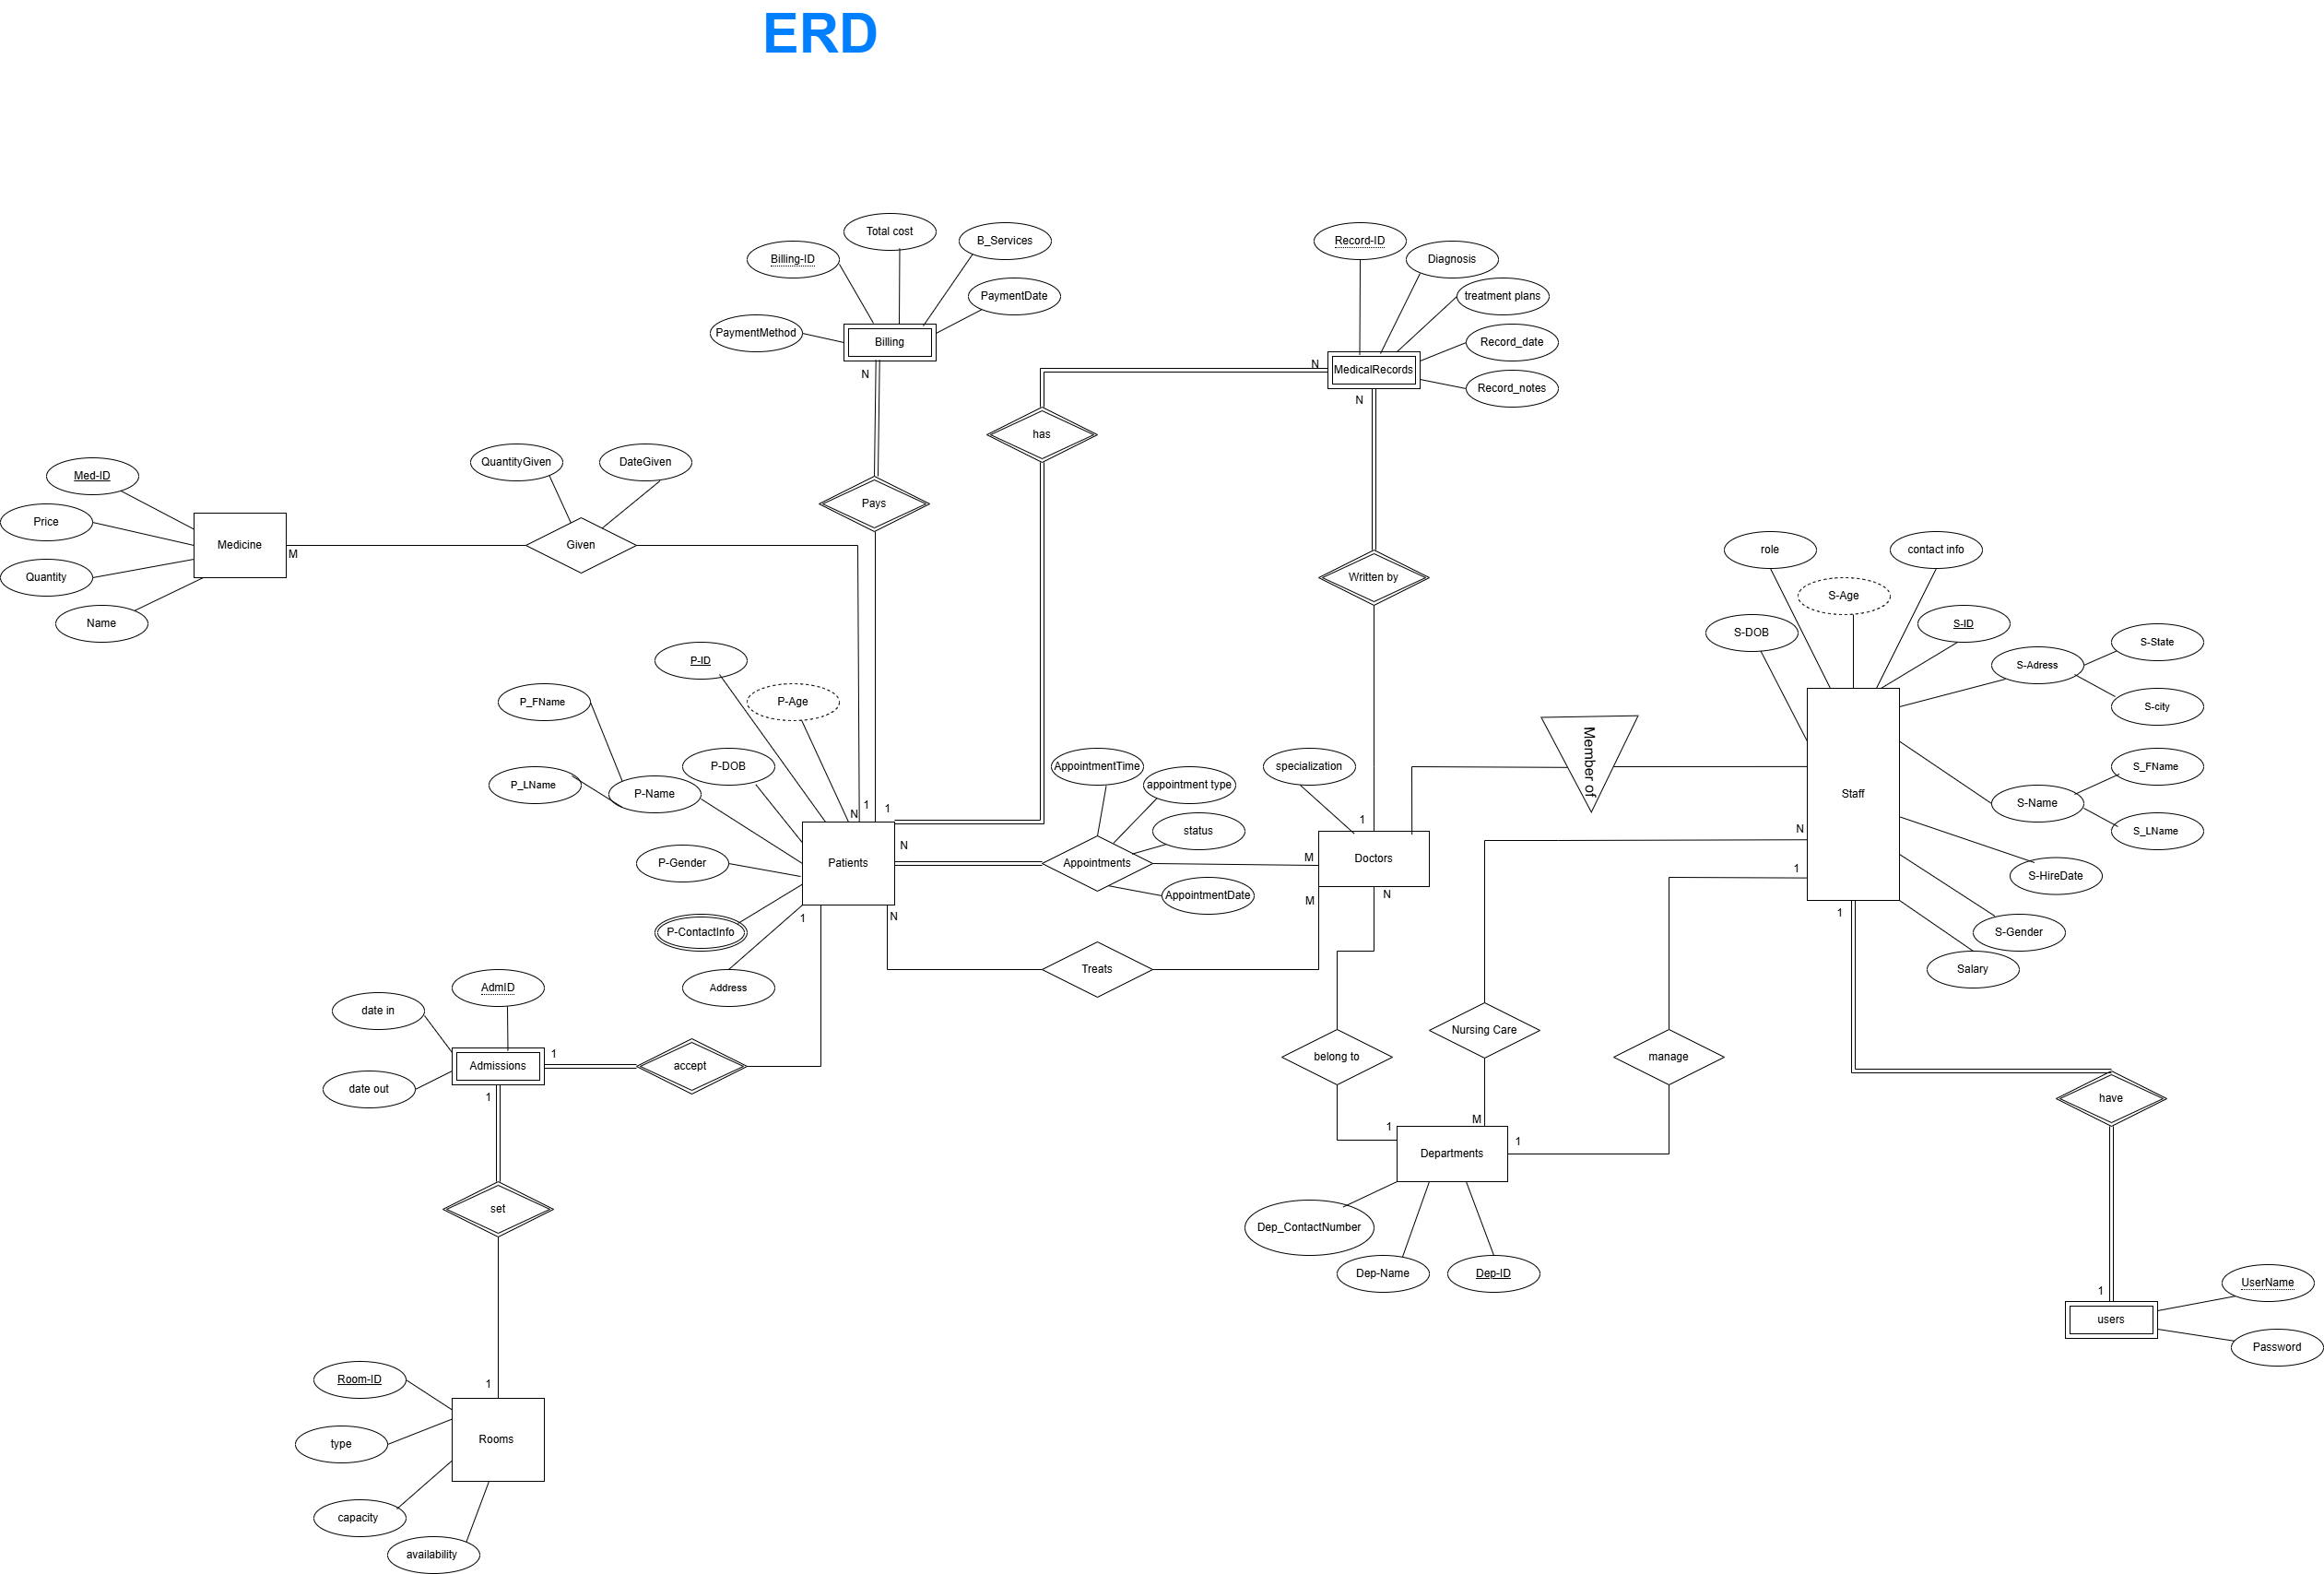 ERD
Total cost
B_Services
Billing-ID
PaymentDate
PaymentMethod
Billing
N
Record-ID
Diagnosis
treatment plans
Record_date
Record_notes
MedicalRecords
N
N
has
Pays
QuantityGiven
DateGiven
Given
Med-ID
Price
Medicine
M
Quantity
Name
Written by
role
contact info
S-Age
S-ID
S-DOB
S-State
S-Adress
S-city
P-ID
P-Age
P_FName
P-DOB
P_LName
P-Name
1
1
N
AppointmentTime
appointment type
status
specialization
Member of
S_FName
Staff
S-Name
S_LName
1
N
N
P-Gender
Patients
Appointments
M
Doctors
1
S-HireDate
AppointmentDate
M
N
1
N
1
P-ContactInfo
S-Gender
Address
Treats
Salary
AdmID
date in
1
Admissions
accept
date out
1
Nursing Care
belong to
manage
have
M
1
1
Departments
set
Dep_ContactNumber
Dep-Name
Dep-ID
UserName
1
users
Password
1
Room-ID
type
Rooms
capacity
availability